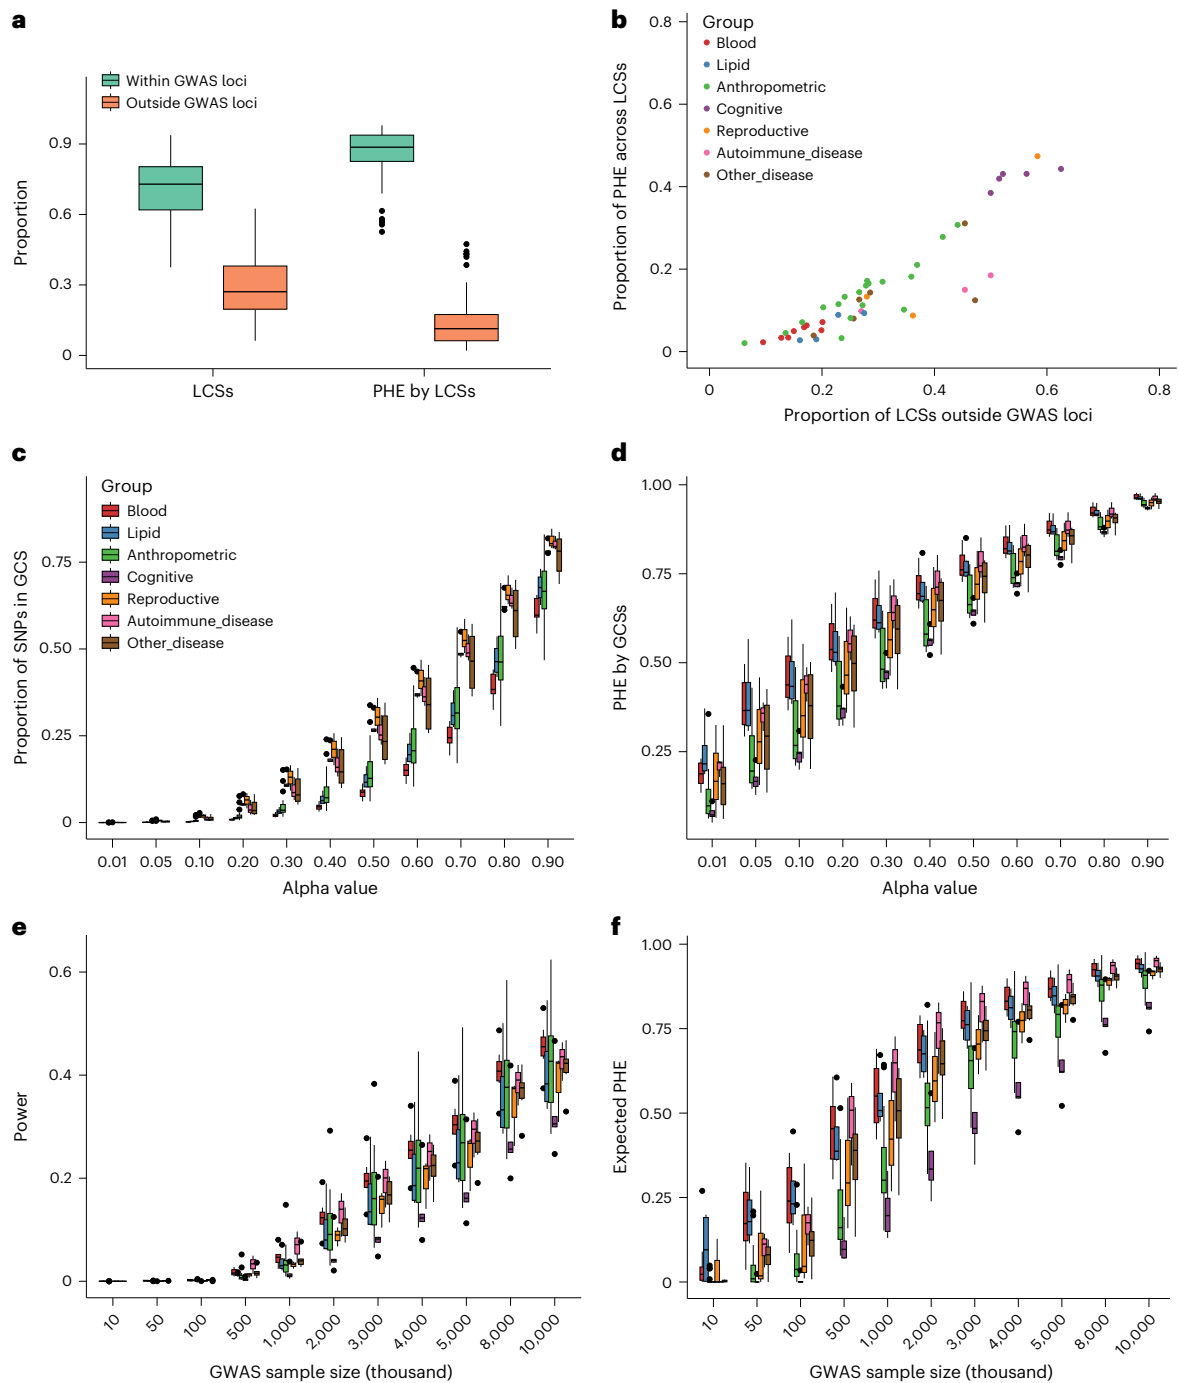 a
Within GWAS loci
Outside GWAS loci
Proportion
0.9
0.6
0.3
0
LCSs
PHE by LCSs
b
Group
Blood
Lipid
Anthropometric
Cognitive
Reproductive
Autoimmune_disease
Other_disease
Proportion of PHE across LCSs
0.8
0.6
0.4
0.2
0
0 0.2 0.4 0.6 0.8
Proportion of LCSs outside GWAS loci
c
Group
Blood
Lipid
Anthropometric
Cognitive
Reproductive
Autoimmune_disease
Other_disease
Proportion of SNPs in GCS
0.75
0.50
0.25
0
0.01 0.05 0.10 0.20 0.30 0.40 0.50 0.60 0.70 0.80 0.90
Alpha value
d
PHE by GCSs
1.00
0.75
0.50
0.25
0.01 0.05 0.10 0.20 0.30 0.40 0.50 0.60 0.70 0.80 0.90
Alpha value
e
Power
0.6
0.4
0.2
0
10 50 100 500 1,000 2,000 3,000 4,000 5,000 8,000 10,000
GWAS sample size (thousand)
f
Expected PHE
1.00
0.75
0.50
0.25
0
10 50 100 500 1,000 2,000 3,000 4,000 5,000 8,000 10,000
GWAS sample size (thousand)